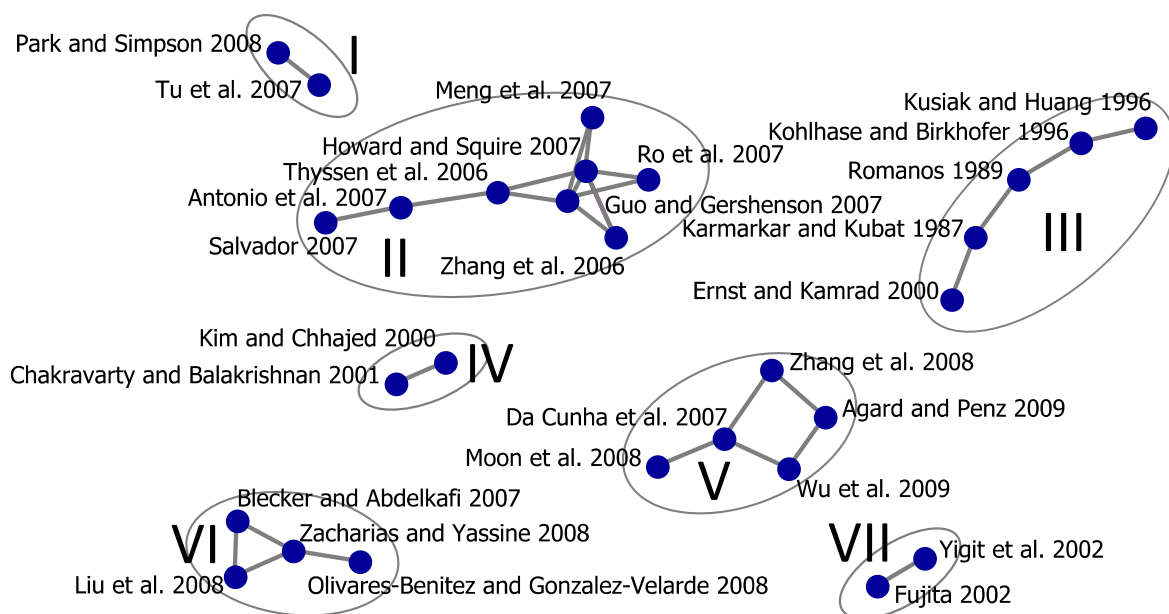 Park and Simpson 2008
I
Tu et al. 2007
Meng et al. 2007
Kusiak and Huang 1996
Kohlhase and Birkhofer 1996
Howard and Squire 2007
Ro et al. 2007
Thyssen et al. 2006
Romanos 1989
Antonio et al. 2007
Guo and Gershenson 2007
Karmarkar and Kubat 1987
III
Salvador 2007
II
Zhang et al. 2006
Ernst and Kamrad 2000
Kim and Chhajed 2000
IV
Zhang et al. 2008
Chakravarty and Balakrishnan 2001
Da Cunha et al. 2007
Agard and Penz 2009
Moon et al. 2008
V
Wu et al. 2009
Blecker and Abdelkafi 2007
VI
Zacharias and Yassine 2008
VII
Yigit et al. 2002
Liu et al. 2008
Olivares-Benitez and Gonzalez-Velarde 2008
Fujita 2002